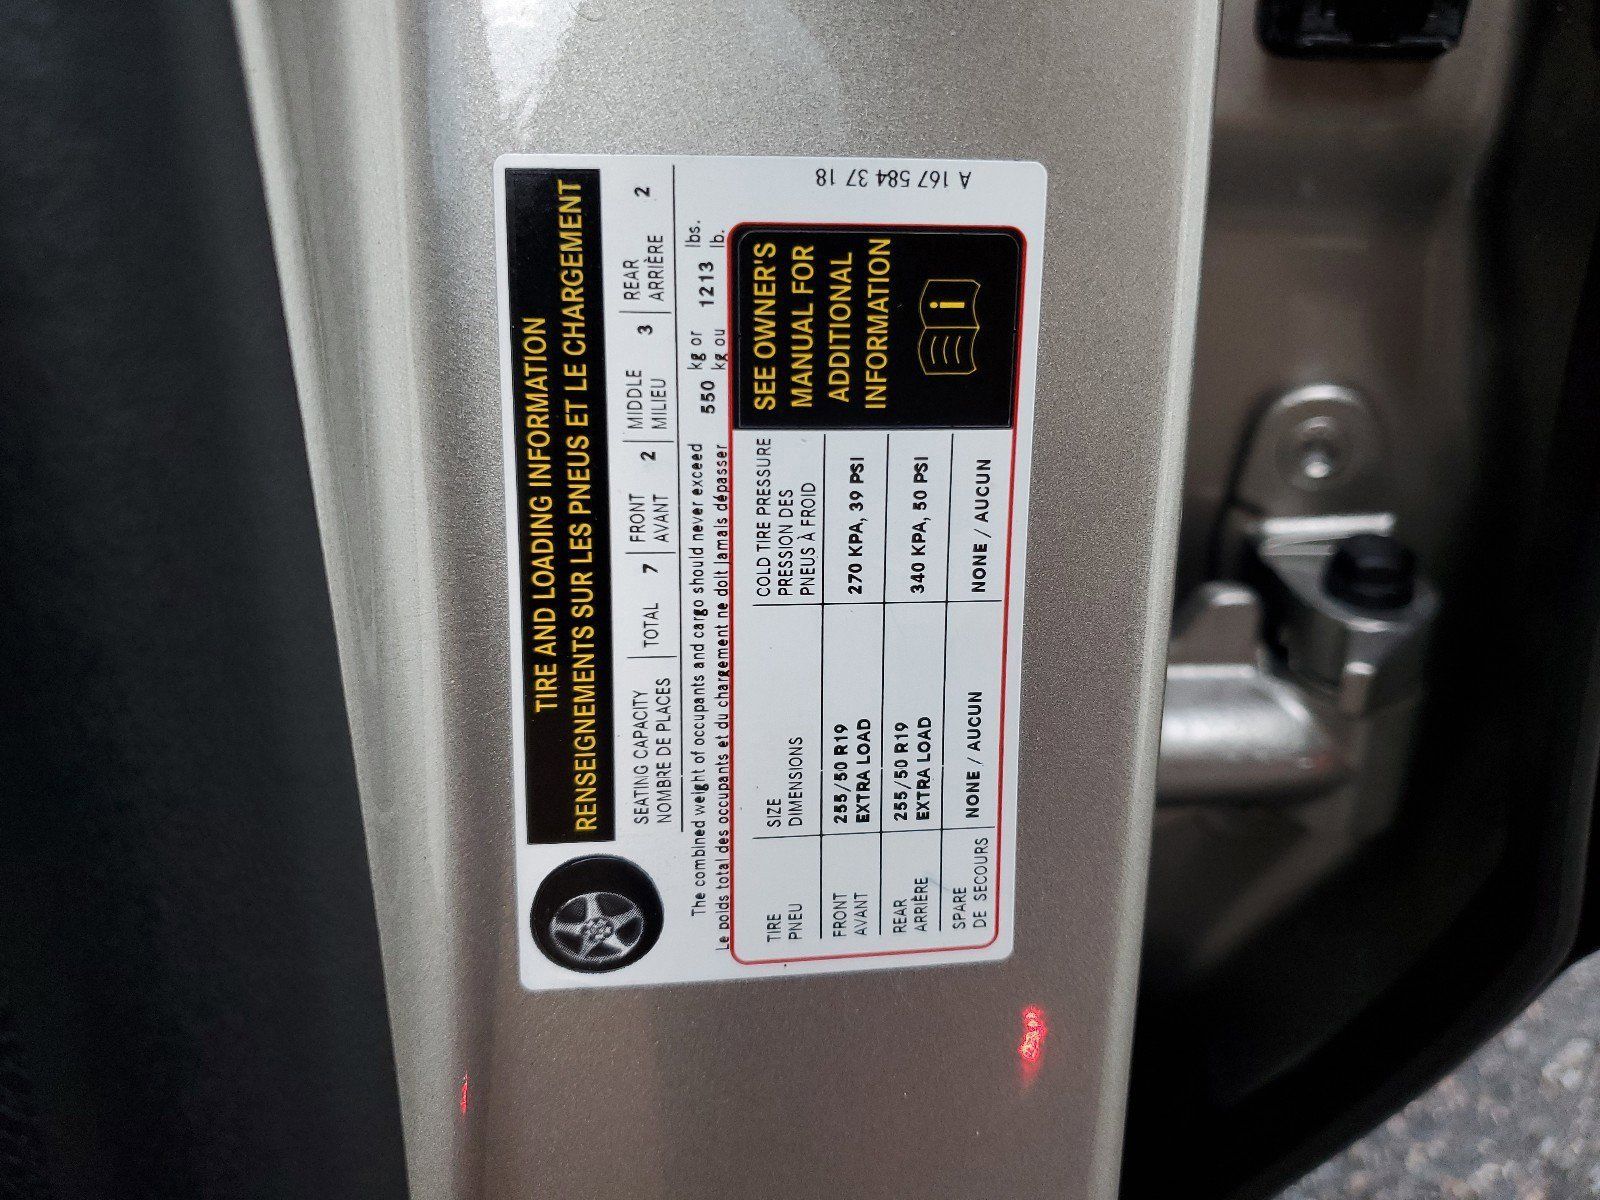 TIRE AND LOADING INFORMATION
RENSEIGNEMENTS SUR LES PNEUS ET LE CHARGEMENT
SEATING CAPACITY TOTAL 7 FRONT 2 MIDDLE 3 REAR 2
NOMBRE DE PLACES AVANT MILIEU ARRIÈRE
The combined weight of occupants and cargo should never exceed 550 kg or 1213 lbs.
Le poids total des occupants et du chargement ne doit jamais dépasser kg ou lb.
TIRE SIZE COLD TIRE PRESSURE
PNEU DIMENSIONS PRESSION DES
PNEUS À FROID
FRONT 255/50 R19 270 KPA, 39 PSI
AVANT EXTRA LOAD
REAR 255/50 R19 340 KPA, 50 PSI
ARRIÈRE EXTRA LOAD
SPARE NONE / AUCUN NONE / AUCUN
DE SECOURS
SEE OWNER'S
MANUAL FOR
ADDITIONAL
INFORMATION
i
A 167 584 37 18